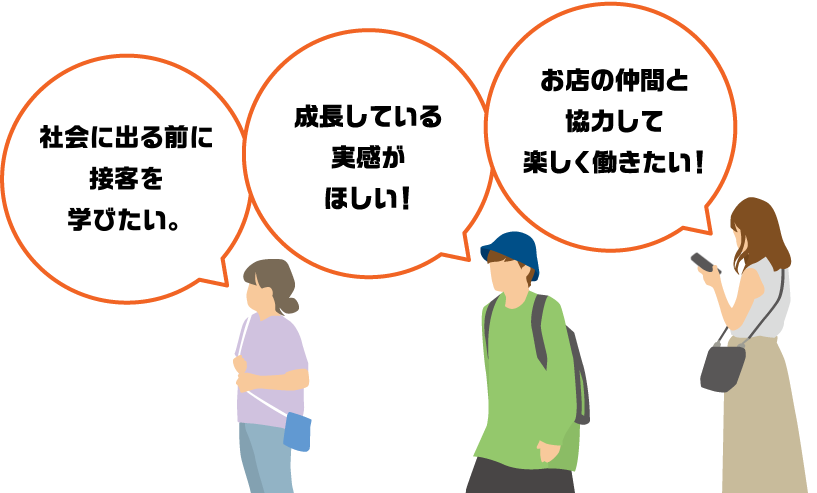 社会に出る前に
接客を
学びたい。
成長している
実感が
ほしい!
お店の仲間と
協力して
楽しく働きたい!